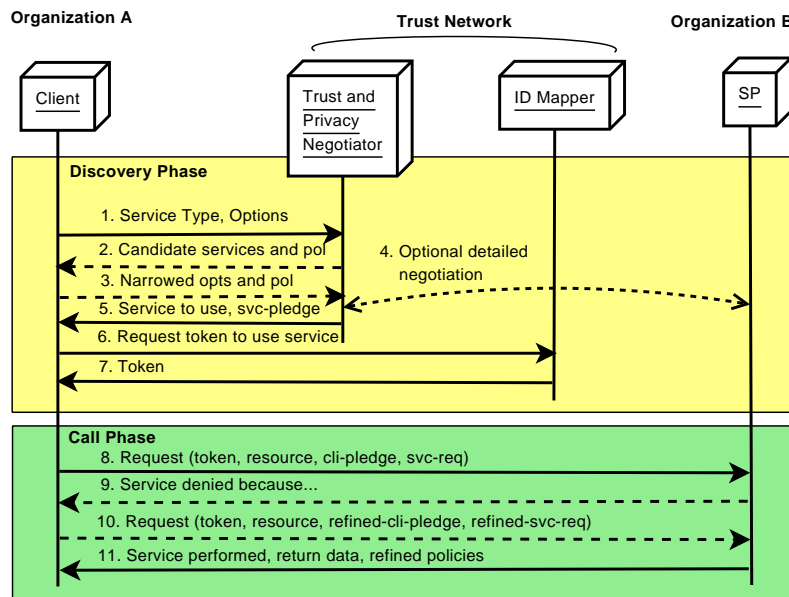 Organization A
Trust Network
Organization B
Client
Trust and
Privacy
Negotiator
ID Mapper
SP
Discovery Phase
1. Service Type, Options
2. Candidate services and pol
3. Narrowed opts and pol
4. Optional detailed
negotiation
5. Service to use, svc-pledge
6. Request token to use service
7. Token
Call Phase
8. Request (token, resource, cli-pledge, svc-req)
9. Service denied because...
10. Request (token, resource, refined-cli-pledge, refined-svc-req)
11. Service performed, return data, refined policies